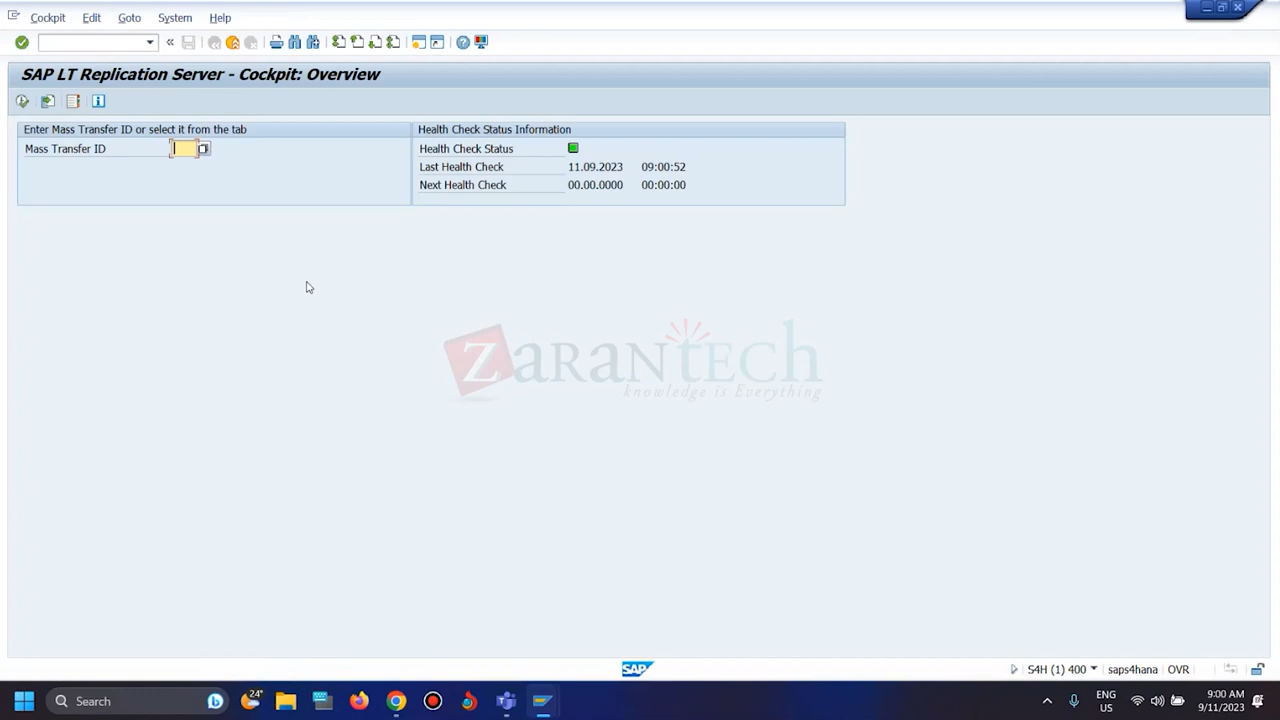 Cockpit Edit Goto System Help
SAP LT Replication Server - Cockpit: Overview
Enter Mass Transfer ID or select it from the tab
Mass Transfer ID
Health Check Status Information
Health Check Status
Last Health Check 11.09.2023 09:00:52
Next Health Check 00.00.0000 00:00:00
ZARANTECH
knowledge is Everything
SAP
S4H (1) 400 saps4hana OVR
Search
24°
ENG
US
9:00 AM
9/11/2023